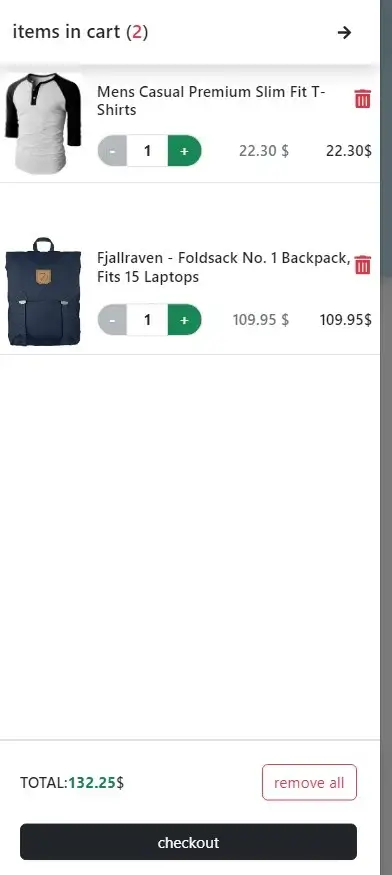 items in cart (2)
Mens Casual Premium Slim Fit T-
Shirts
- 1 + 22.30 $ 22.30$
Fjallraven - Foldsack No. 1 Backpack,
Fits 15 Laptops
- 1 + 109.95 $ 109.95$
TOTAL:132.25$ remove all
checkout